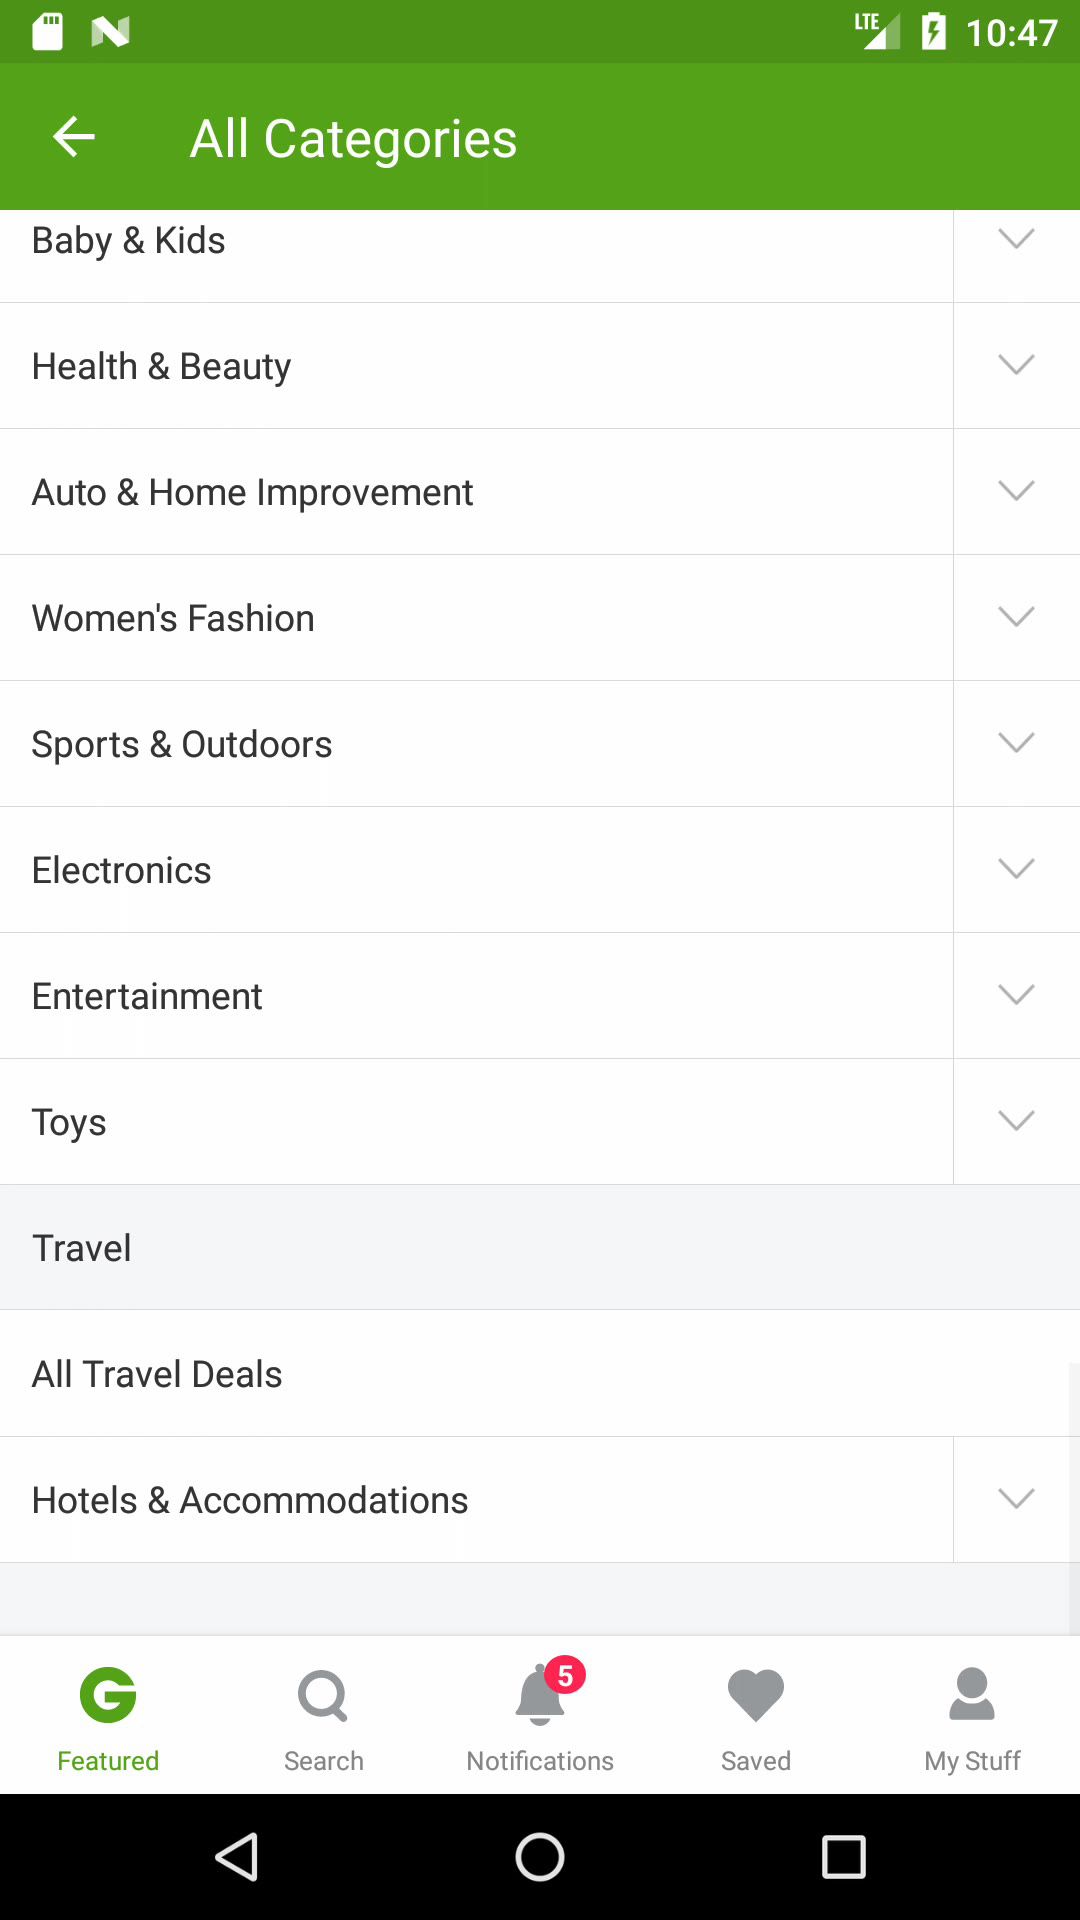 LTE 10:47
All Categories
Baby & Kids
Health & Beauty
Auto & Home Improvement
Women's Fashion
Sports & Outdoors
Electronics
Entertainment
Toys
Travel
All Travel Deals
Hotels & Accommodations
5
Featured Search Notifications Saved My Stuff